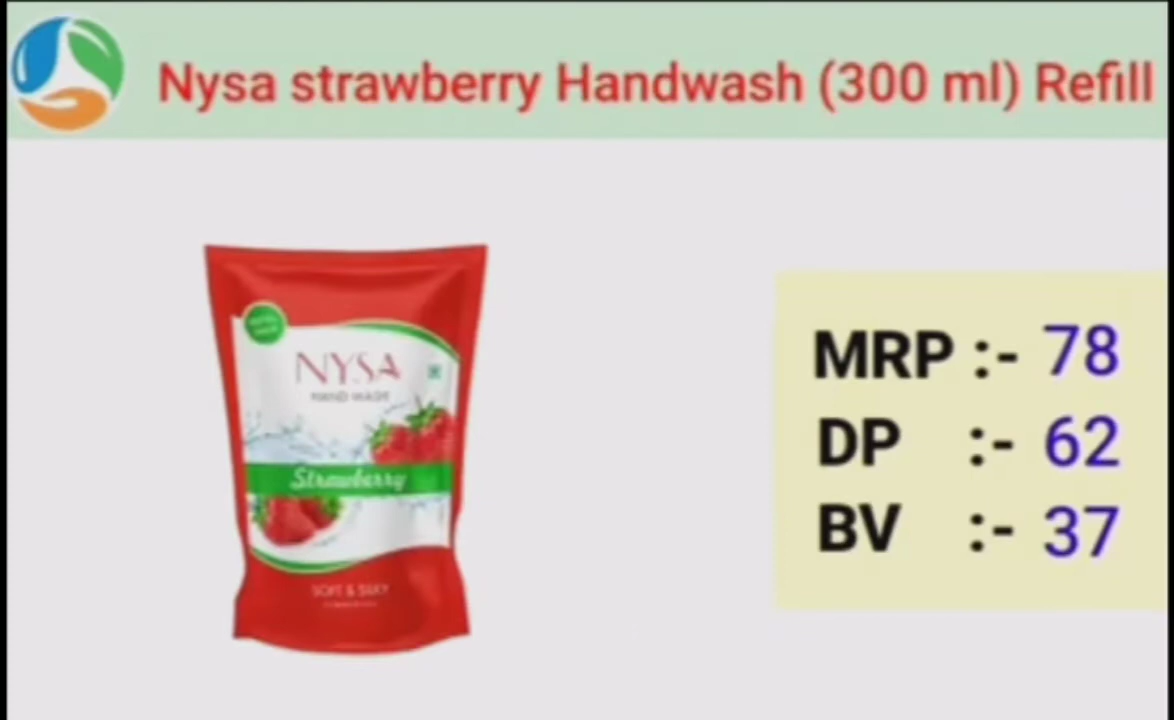 Nysa strawberry Handwash (300 ml) Refill
NYSA
HAND WASH
Strawberry
SOFT & SILKY
MRP :- 78
DP :- 62
BV :- 37